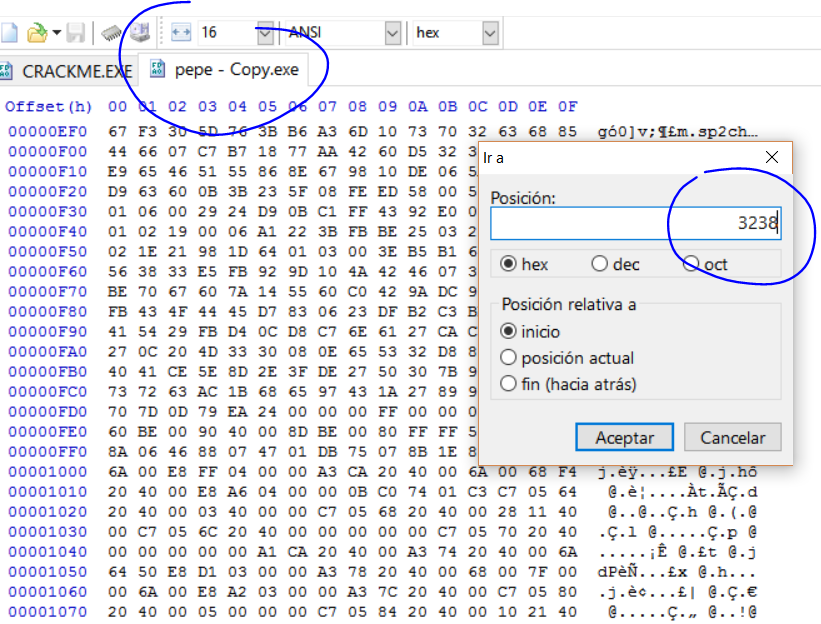 16 ANSI hex
CRACKME.EXE pepe - Copy.exe
Offset(h) 00 01 02 03 04 05 06 07 08 09 0A 0B 0C 0D 0E 0F
00000EF0 67 F3 30 5D 76 3B B6 A3 6D 10 73 70 32 63 68 85 gó0]v;¶£m.sp2ch…
00000F00 44 66 07 C7 B7 18 77 AA 42 60 D5 32 3
Ir a
00000F10 E9 65 46 51 55 86 8E 67 98 10 DE 06 5
00000F20 D9 63 60 0B 3B 23 5F 08 FE ED 58 00 5
Posición:
00000F30 01 06 00 29 24 D9 0B C1 FF 43 92 E0 0
3238
00000F40 01 02 19 00 06 A1 22 3B FB BE 25 03 2
00000F50 02 1E 21 98 1D 64 01 03 00 3E B5 B1 6
hex dec oct
00000F60 56 38 33 E5 FB 92 9D 10 4A 42 46 07 3
00000F70 BE 70 67 60 7A 14 55 60 C0 42 9A DC 9
Posición relativa a
00000F80 FB 43 4F 44 45 D7 83 06 23 DF B2 C3 B
inicio
00000F90 41 54 29 FB D4 0C D8 C7 6E 61 27 CA C
posición actual
00000FA0 27 0C 20 4D 33 30 08 0E 65 53 32 D8 8
00000FB0 40 41 CE 5E 8D 2E 3F DE 27 50 30 7B 9
fin (hacia atrás)
00000FC0 73 72 63 AC 1B 68 65 97 43 1A 27 89 9
00000FD0 70 7D 0D 79 EA 24 00 00 00 FF 00 00 0
Aceptar Cancelar
00000FE0 60 BE 00 90 40 00 8D BE 00 80 FF FF 5
00000FF0 8A 06 46 88 07 47 01 DB 75 07 8B 1E 8
00001000 6A 00 E8 FF 04 00 00 A3 CA 20 40 00 6A 00 68 F4 j.èÿ...£Ê @.j.hô
00001010 20 40 00 E8 A6 04 00 00 0B C0 74 01 C3 C7 05 64 @.è¦....Àt.ÃÇ.d
00001020 20 40 00 03 40 00 00 C7 05 68 20 40 00 28 11 40 @..@..Ç.h @.(.@
00001030 00 C7 05 6C 20 40 00 00 00 00 00 C7 05 70 20 40 .Ç.l @.....Ç.p @
00001040 00 00 00 00 00 A1 CA 20 40 00 A3 74 20 40 00 6A .....¡Ê @.£t @.j
00001050 64 50 E8 D1 03 00 00 A3 78 20 40 00 68 00 7F 00 dPèÑ...£x @.h...
00001060 00 6A 00 E8 A2 03 00 00 A3 7C 20 40 00 C7 05 80 .j.è¢...£| @.Ç.€
00001070 20 40 00 05 00 00 00 C7 05 84 20 40 00 10 21 40 @.....Ç.„ @..!@